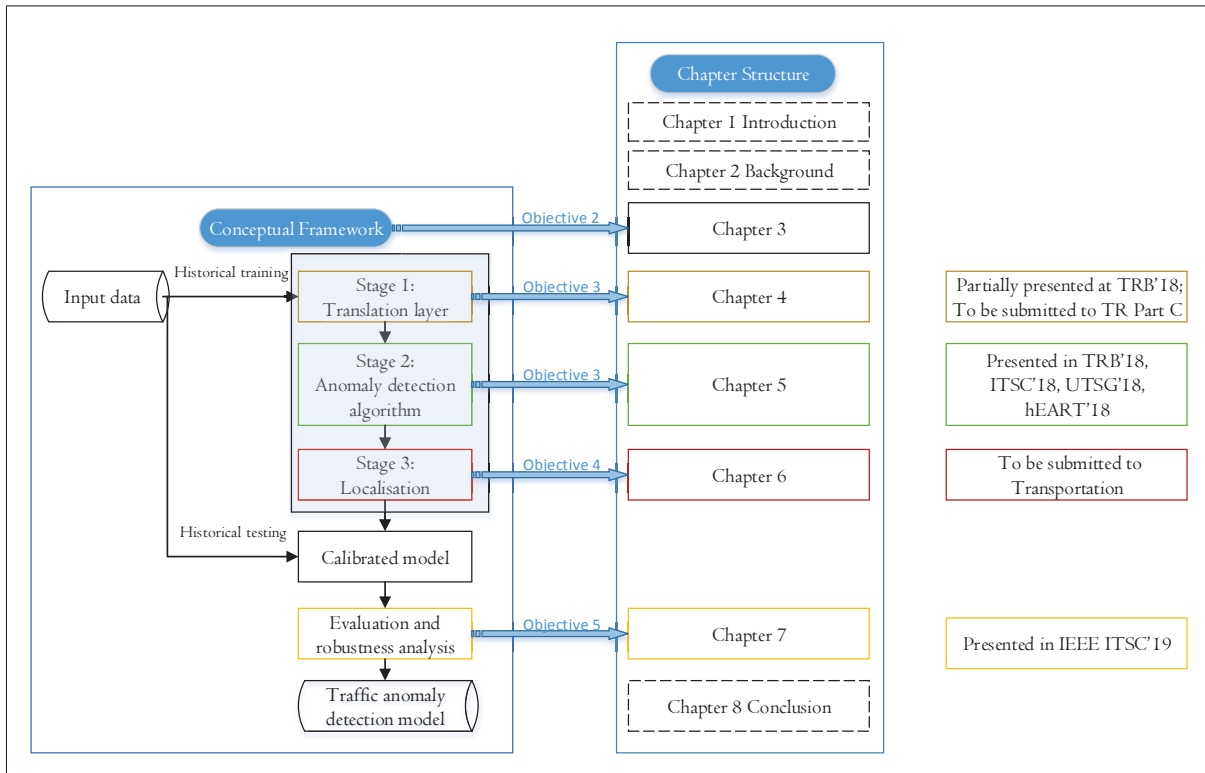 Chapter Structure
Chapter 1 Introduction
Chapter 2 Background
Conceptual Framework
Objective 2
Chapter 3
Historical training
Input data
Stage 1:
Translation layer
Objective 3
Chapter 4
Partially presented at TRB'18;
To be submitted to TR Part C
Stage 2:
Anomaly detection
algorithm
Objective 3
Chapter 5
Presented in TRB'18,
ITSC'18, UTSG'18,
hEART'18
Stage 3:
Localisation
Objective 4
Chapter 6
To be submitted to
Transportation
Historical testing
Calibrated model
Evaluation and
robustness analysis
Objective 5
Chapter 7
Presented in IEEE ITSC'19
Traffic anomaly
detection model
Chapter 8 Conclusion